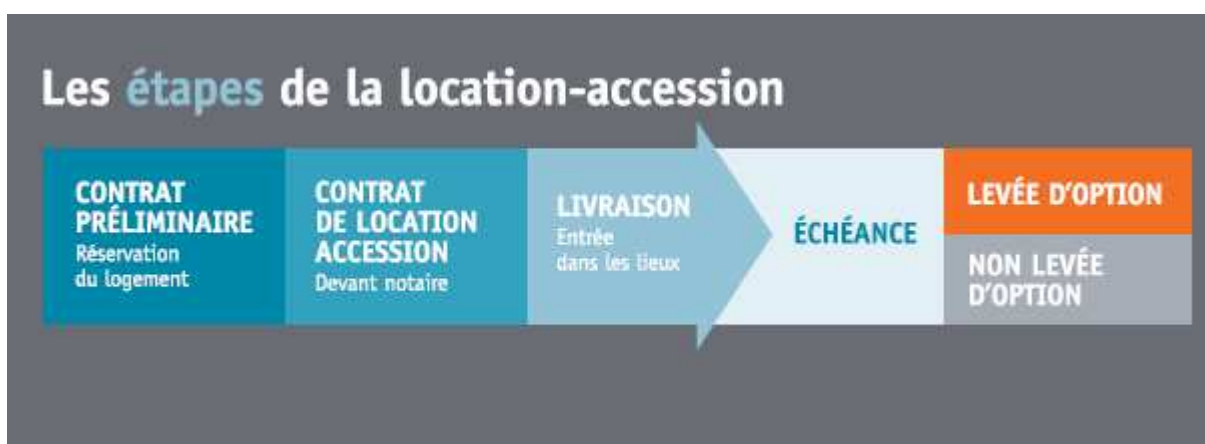 Les étapes de la location-accession
CONTRAT
PRÉLIMINAIRE
Réservation
du logement
CONTRAT
DE LOCATION
ACCESSION
Devant notaire
LIVRAISON
Entrée
dans les lieux
ÉCHÉANCE
LEVÉE D'OPTION
NON LEVÉE
D'OPTION